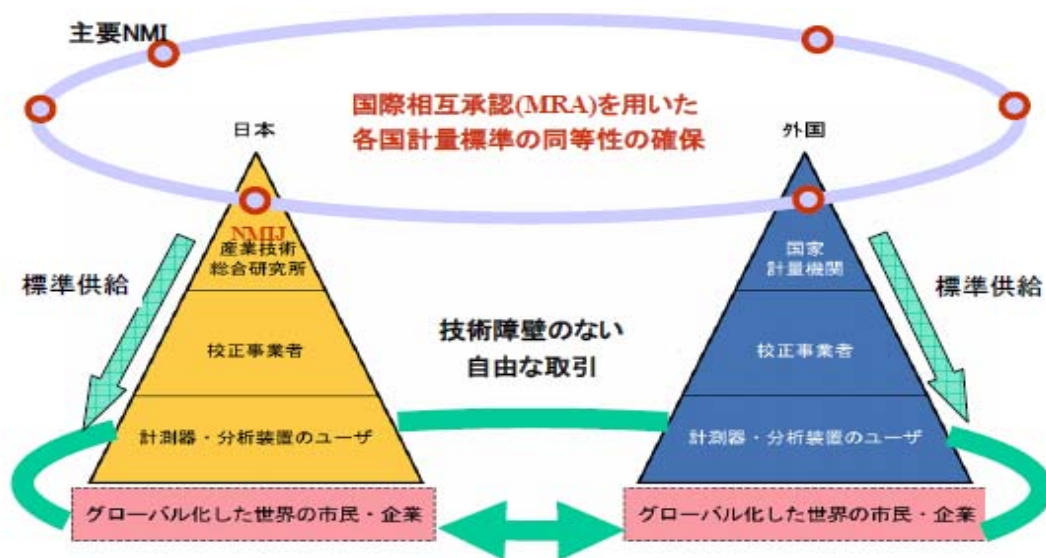 主要NMI
国際相互承認(MRA)を用いた
各国計量標準の同等性の確保
日本
外国
NMIJ
産業技術
総合研究所
国家
計量機関
標準供給
標準供給
校正事業者
技術障壁のない
自由な取引
校正事業者
計測器・分析装置のユーザ
計測器・分析装置のユーザ
グローバル化した世界の市民・企業
グローバル化した世界の市民・企業